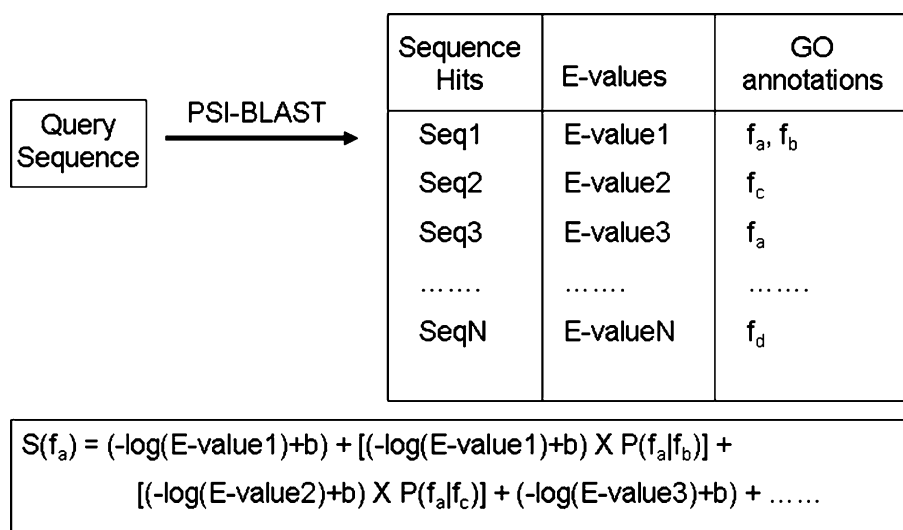 Query
Sequence
PSI-BLAST
Sequence
Hits
E-values
GO
annotations
Seq1 E-value1 fa, fb
Seq2 E-value2 fc
Seq3 E-value3 fa
……. ……. …….
SeqN E-valueN fd
S(fa) = (-log(E-value1)+b) + [(-log(E-value1)+b) X P(fa|fb)] +
[(-log(E-value2)+b) X P(fa|fc)] + (-log(E-value3)+b) + ……